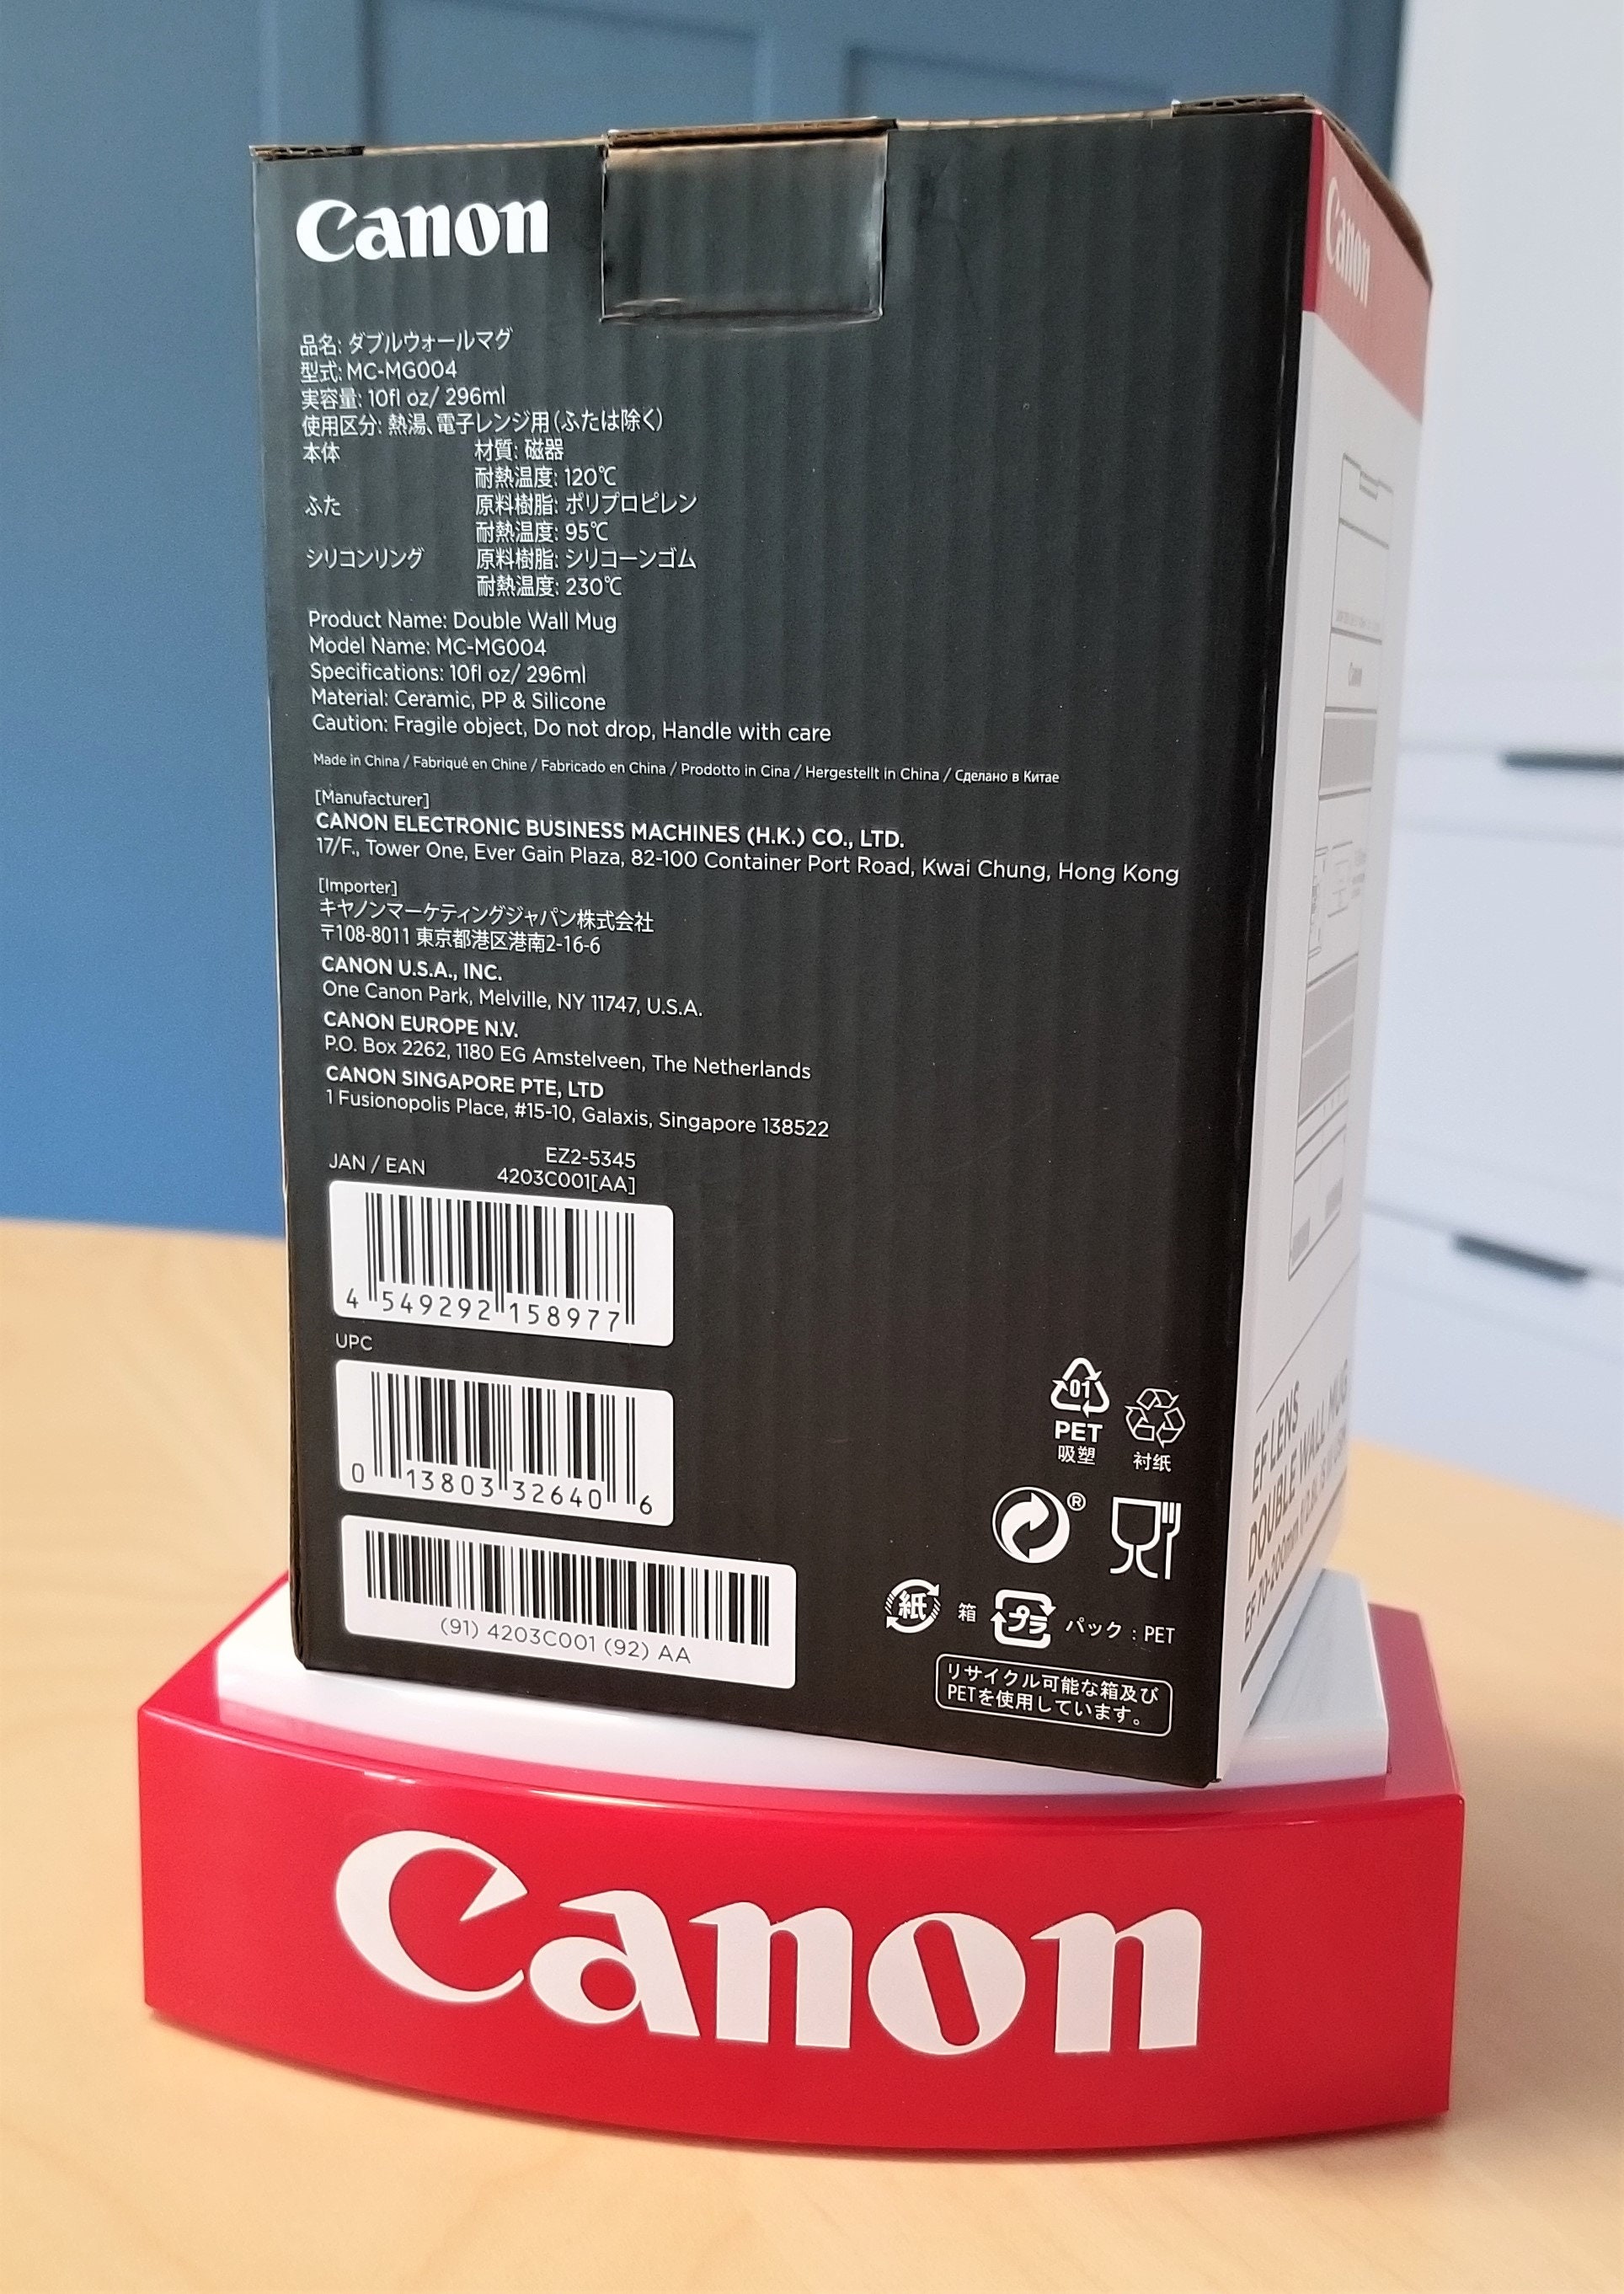 Canon
品名: ダブルウォールマグ
型式: MC-MG004
実容量: 10fl oz/ 296ml
使用区分: 熱湯、電子レンジ用(ふたは除く)
本体 材質: 磁器
耐熱温度: 120℃
ふた 原料樹脂: ポリプロピレン
耐熱温度: 95℃
シリコンリング 原料樹脂: シリコーンゴム
耐熱温度: 230℃
Product Name: Double Wall Mug
Model Name: MC-MG004
Specifications: 10fl oz/ 296ml
Material: Ceramic, PP & Silicone
Caution: Fragile object, Do not drop, Handle with care
Made in China / Fabriqué en Chine / Fabricado en China / Prodotto in Cina / Hergestellt in China / Сделано в Китае
[Manufacturer]
CANON ELECTRONIC BUSINESS MACHINES (H.K.) CO., LTD.
17/F., Tower One, Ever Gain Plaza, 82-100 Container Port Road, Kwai Chung, Hong Kong
[Importer]
キヤノンマーケティングジャパン株式会社
〒108-8011 東京都港区港南2-16-6
CANON U.S.A., INC.
One Canon Park, Melville, NY 11747, U.S.A.
CANON EUROPE N.V.
P.O. Box 2262, 1180 EG Amstelveen, The Netherlands
CANON SINGAPORE PTE, LTD
1 Fusionopolis Place, #15-10, Galaxis, Singapore 138522
EZ2-5345
JAN / EAN 4203C001[AA]
4 549292 158977
UPC
0 13803 32640 6
(91) 4203C001 (92) AA
01
PET
吸塑 衬纸
®
紙 箱 プラ パック : PET
リサイクル可能な箱及び
PETを使用しています。
Canon
Canon
EF LENS
DOUBLE WALL MUG
EF 70-200mm
Canon